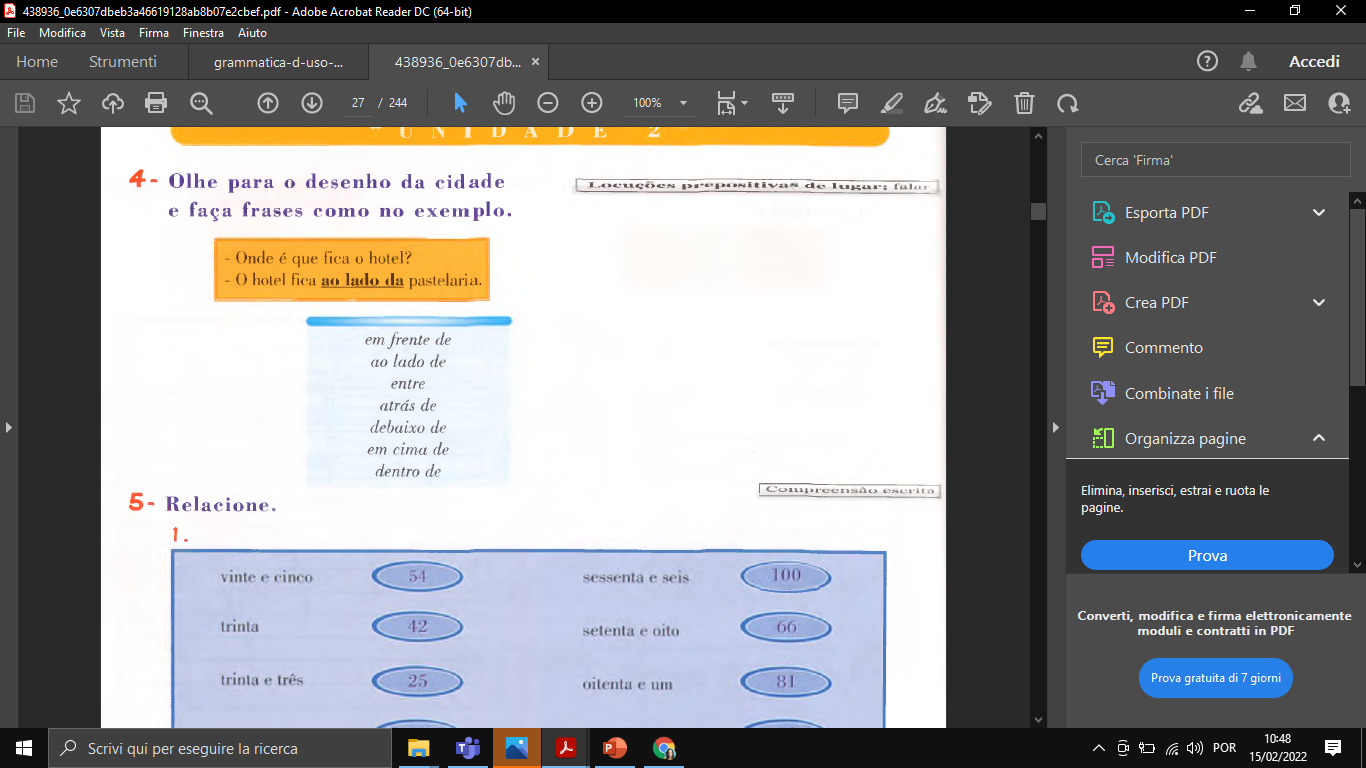 438936_0e6307dbeb3a46619128ab8b07e2cbef.pdf - Adobe Acrobat Reader DC (64-bit)
File Modifica Vista Firma Finestra Aiuto
Home Strumenti grammatica-d-uso-... 438936_0e6307db... × Accedi
27 / 244 100%
"UNIDADE 2"
4- Olhe para o desenho da cidade
e faça frases como no exemplo.
Locuções prepositivas de lugar; falar
- Onde é que fica o hotel?
- O hotel fica ao lado da pastelaria.
em frente de
ao lado de
entre
atrás de
debaixo de
em cima de
dentro de
Compreensão escrita
5- Relacione.
1.
vinte e cinco 54 sessenta e seis 100
trinta 42 setenta e oito 66
trinta e três 25 oitenta e um 81
Cerca 'Firma'
Esporta PDF
Modifica PDF
Crea PDF
Commento
Combinate i file
Organizza pagine
Elimina, inserisci, estrai e ruota le
pagine.
Prova
Converti, modifica e firma elettronicamente
moduli e contratti in PDF
Prova gratuita di 7 giorni
Scrivi qui per eseguire la ricerca
POR
10:48
15/02/2022